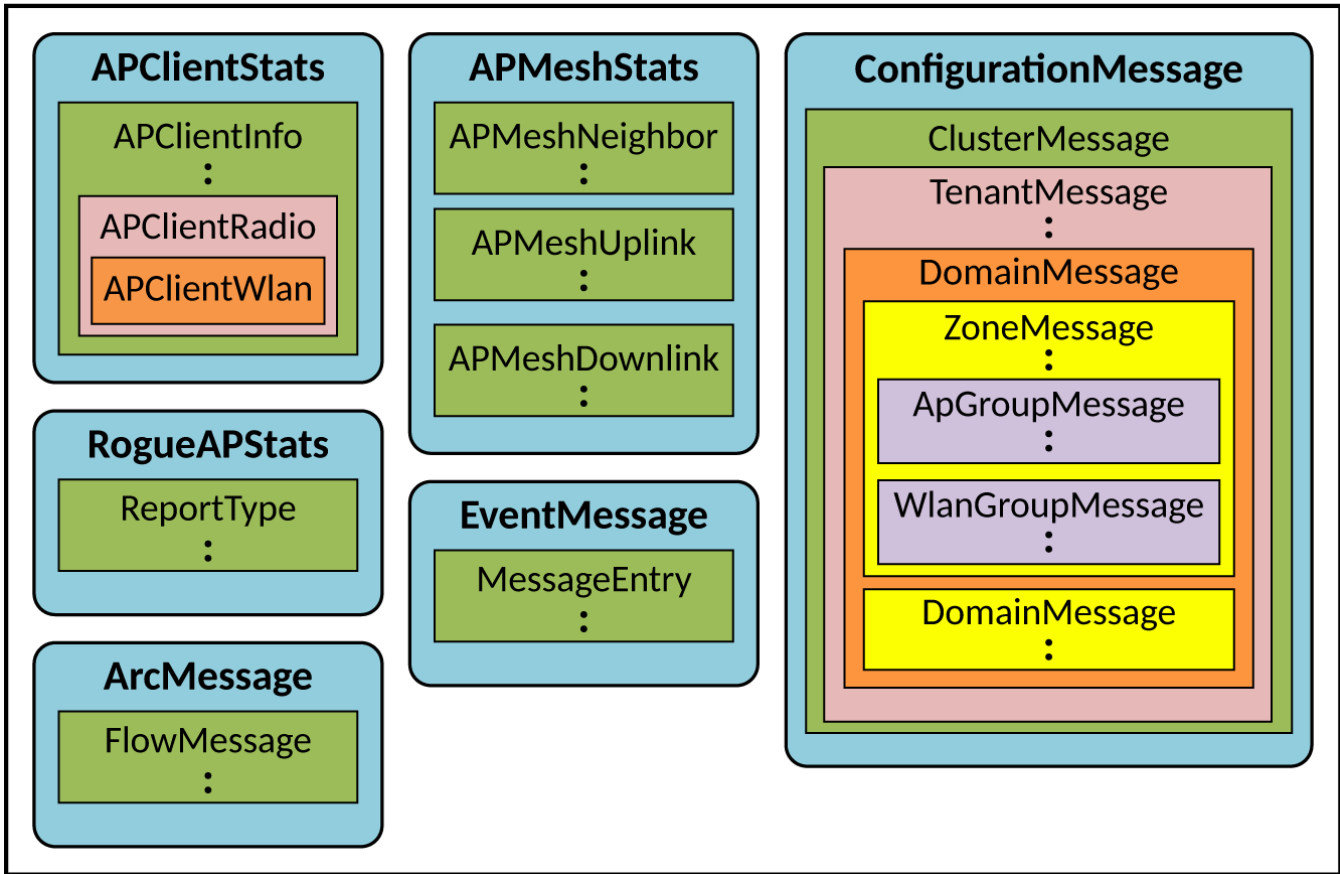 APClientStats
APClientInfo
:
APClientRadio
APClientWlan
RogueAPStats
ReportType
:
ArcMessage
FlowMessage
:
APMeshStats
APMeshNeighbor
:
APMeshUplink
:
APMeshDownlink
:
EventMessage
MessageEntry
:
ConfigurationMessage
ClusterMessage
TenantMessage
:
DomainMessage
ZoneMessage
:
ApGroupMessage
:
WlanGroupMessage
:
DomainMessage
: